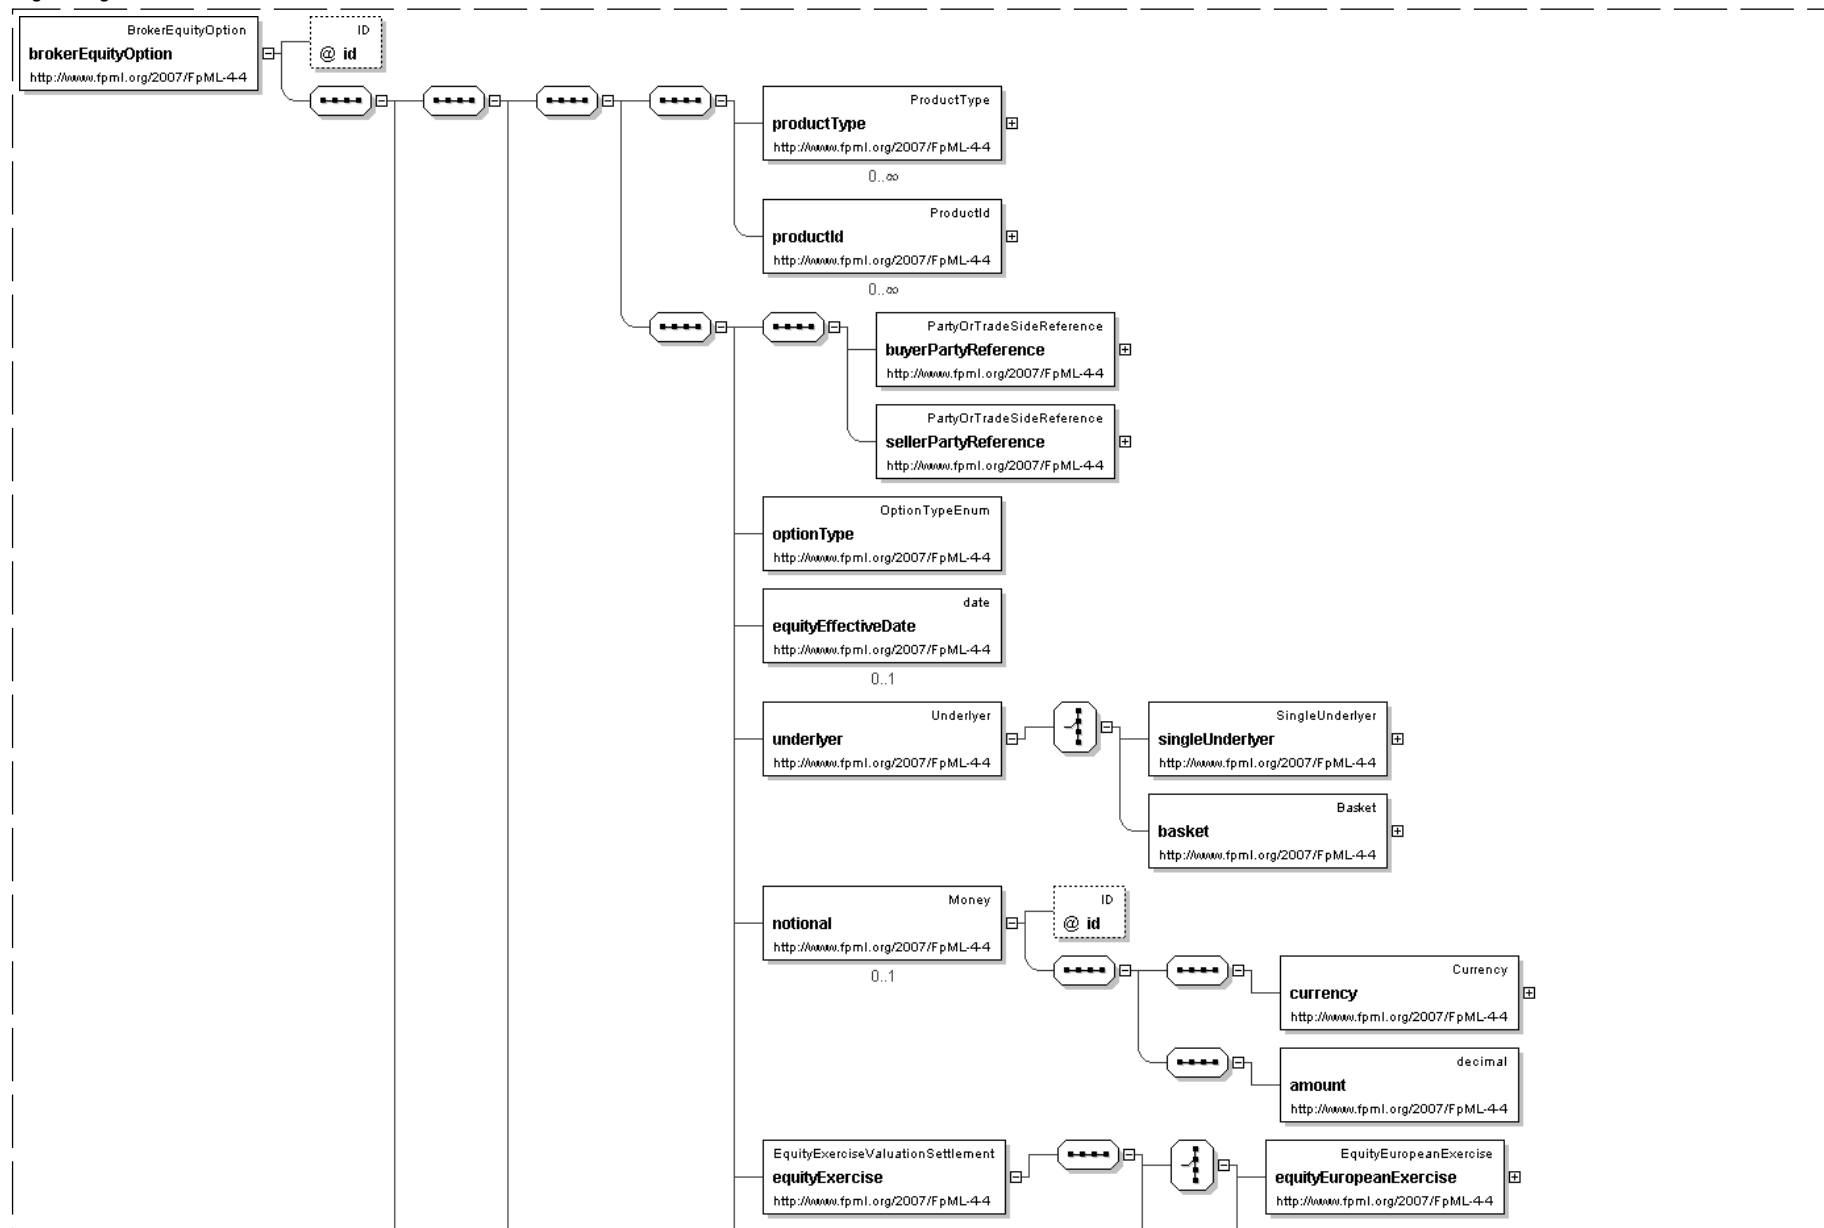 BrokerEquityOption
brokerEquityOption
http://www.fpml.org/2007/FpML-4-4
ID
@ id
ProductType
productType
http://www.fpml.org/2007/FpML-4-4
0..∞
ProductId
productId
http://www.fpml.org/2007/FpML-4-4
0..∞
PartyOrTradeSideReference
buyerPartyReference
http://www.fpml.org/2007/FpML-4-4
PartyOrTradeSideReference
sellerPartyReference
http://www.fpml.org/2007/FpML-4-4
OptionTypeEnum
optionType
http://www.fpml.org/2007/FpML-4-4
date
equityEffectiveDate
http://www.fpml.org/2007/FpML-4-4
0..1
Underlyer
underlyer
http://www.fpml.org/2007/FpML-4-4
SingleUnderlyer
singleUnderlyer
http://www.fpml.org/2007/FpML-4-4
Basket
basket
http://www.fpml.org/2007/FpML-4-4
Money
notional
http://www.fpml.org/2007/FpML-4-4
0..1
ID
@ id
Currency
currency
http://www.fpml.org/2007/FpML-4-4
decimal
amount
http://www.fpml.org/2007/FpML-4-4
EquityExerciseValuationSettlement
equityExercise
http://www.fpml.org/2007/FpML-4-4
EquityEuropeanExercise
equityEuropeanExercise
http://www.fpml.org/2007/FpML-4-4